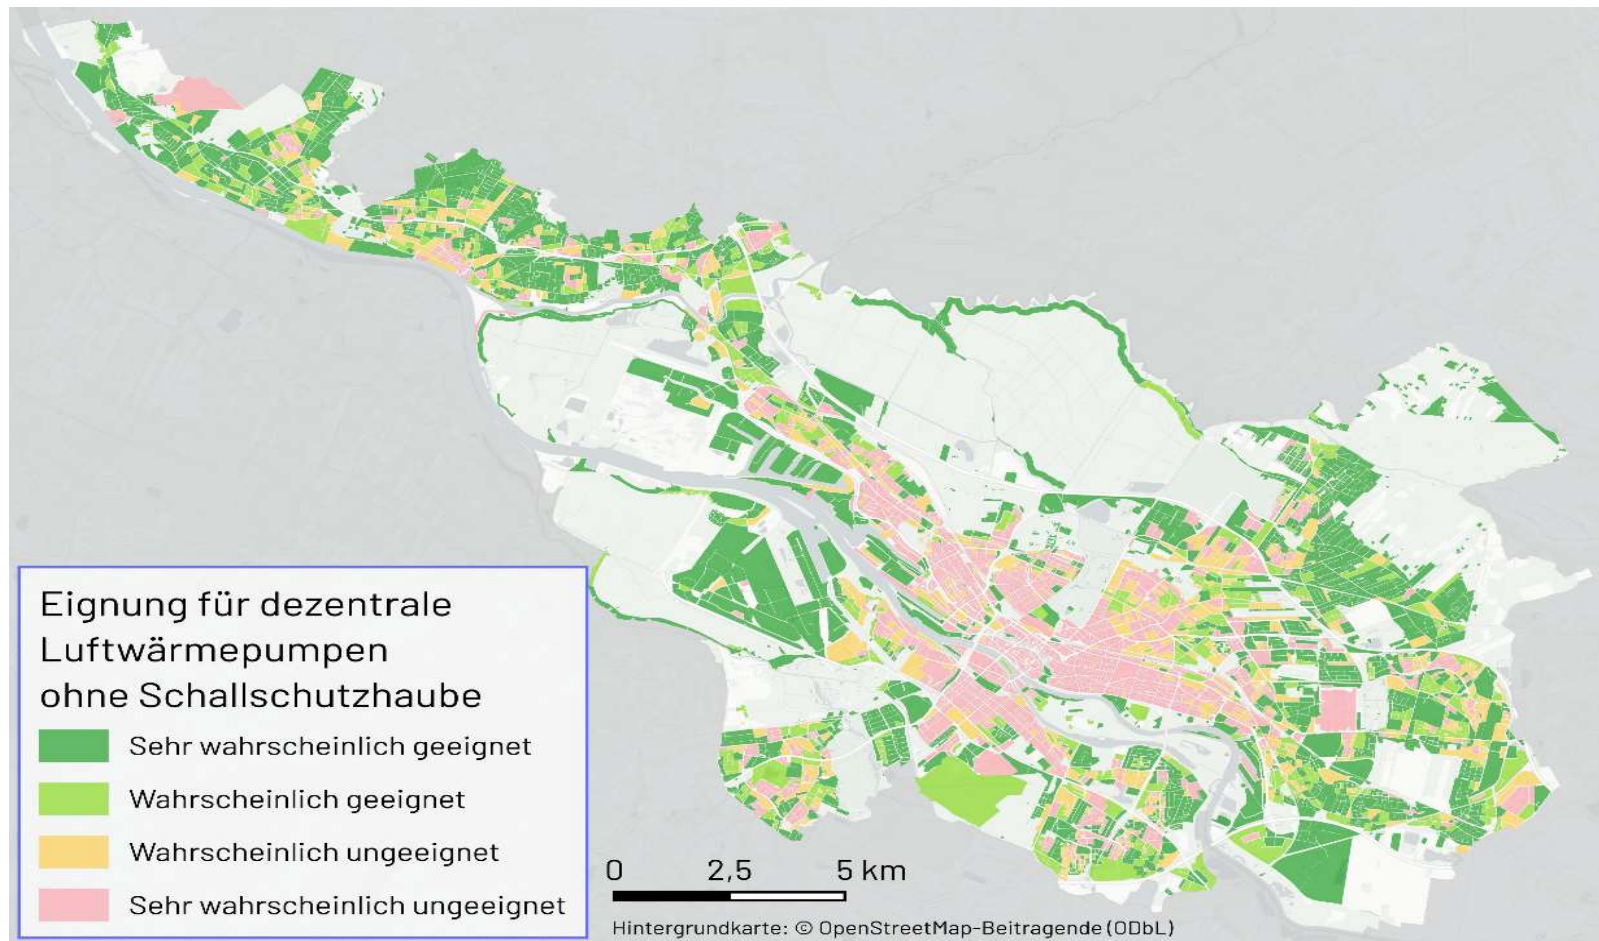 Eignung für dezentrale
Luftwärmepumpen
ohne Schallschutzhaube
Sehr wahrscheinlich geeignet
Wahrscheinlich geeignet
Wahrscheinlich ungeeignet
Sehr wahrscheinlich ungeeignet
0 2,5 5 km
Hintergrundkarte: © OpenStreetMap-Beitragende (ODbL)